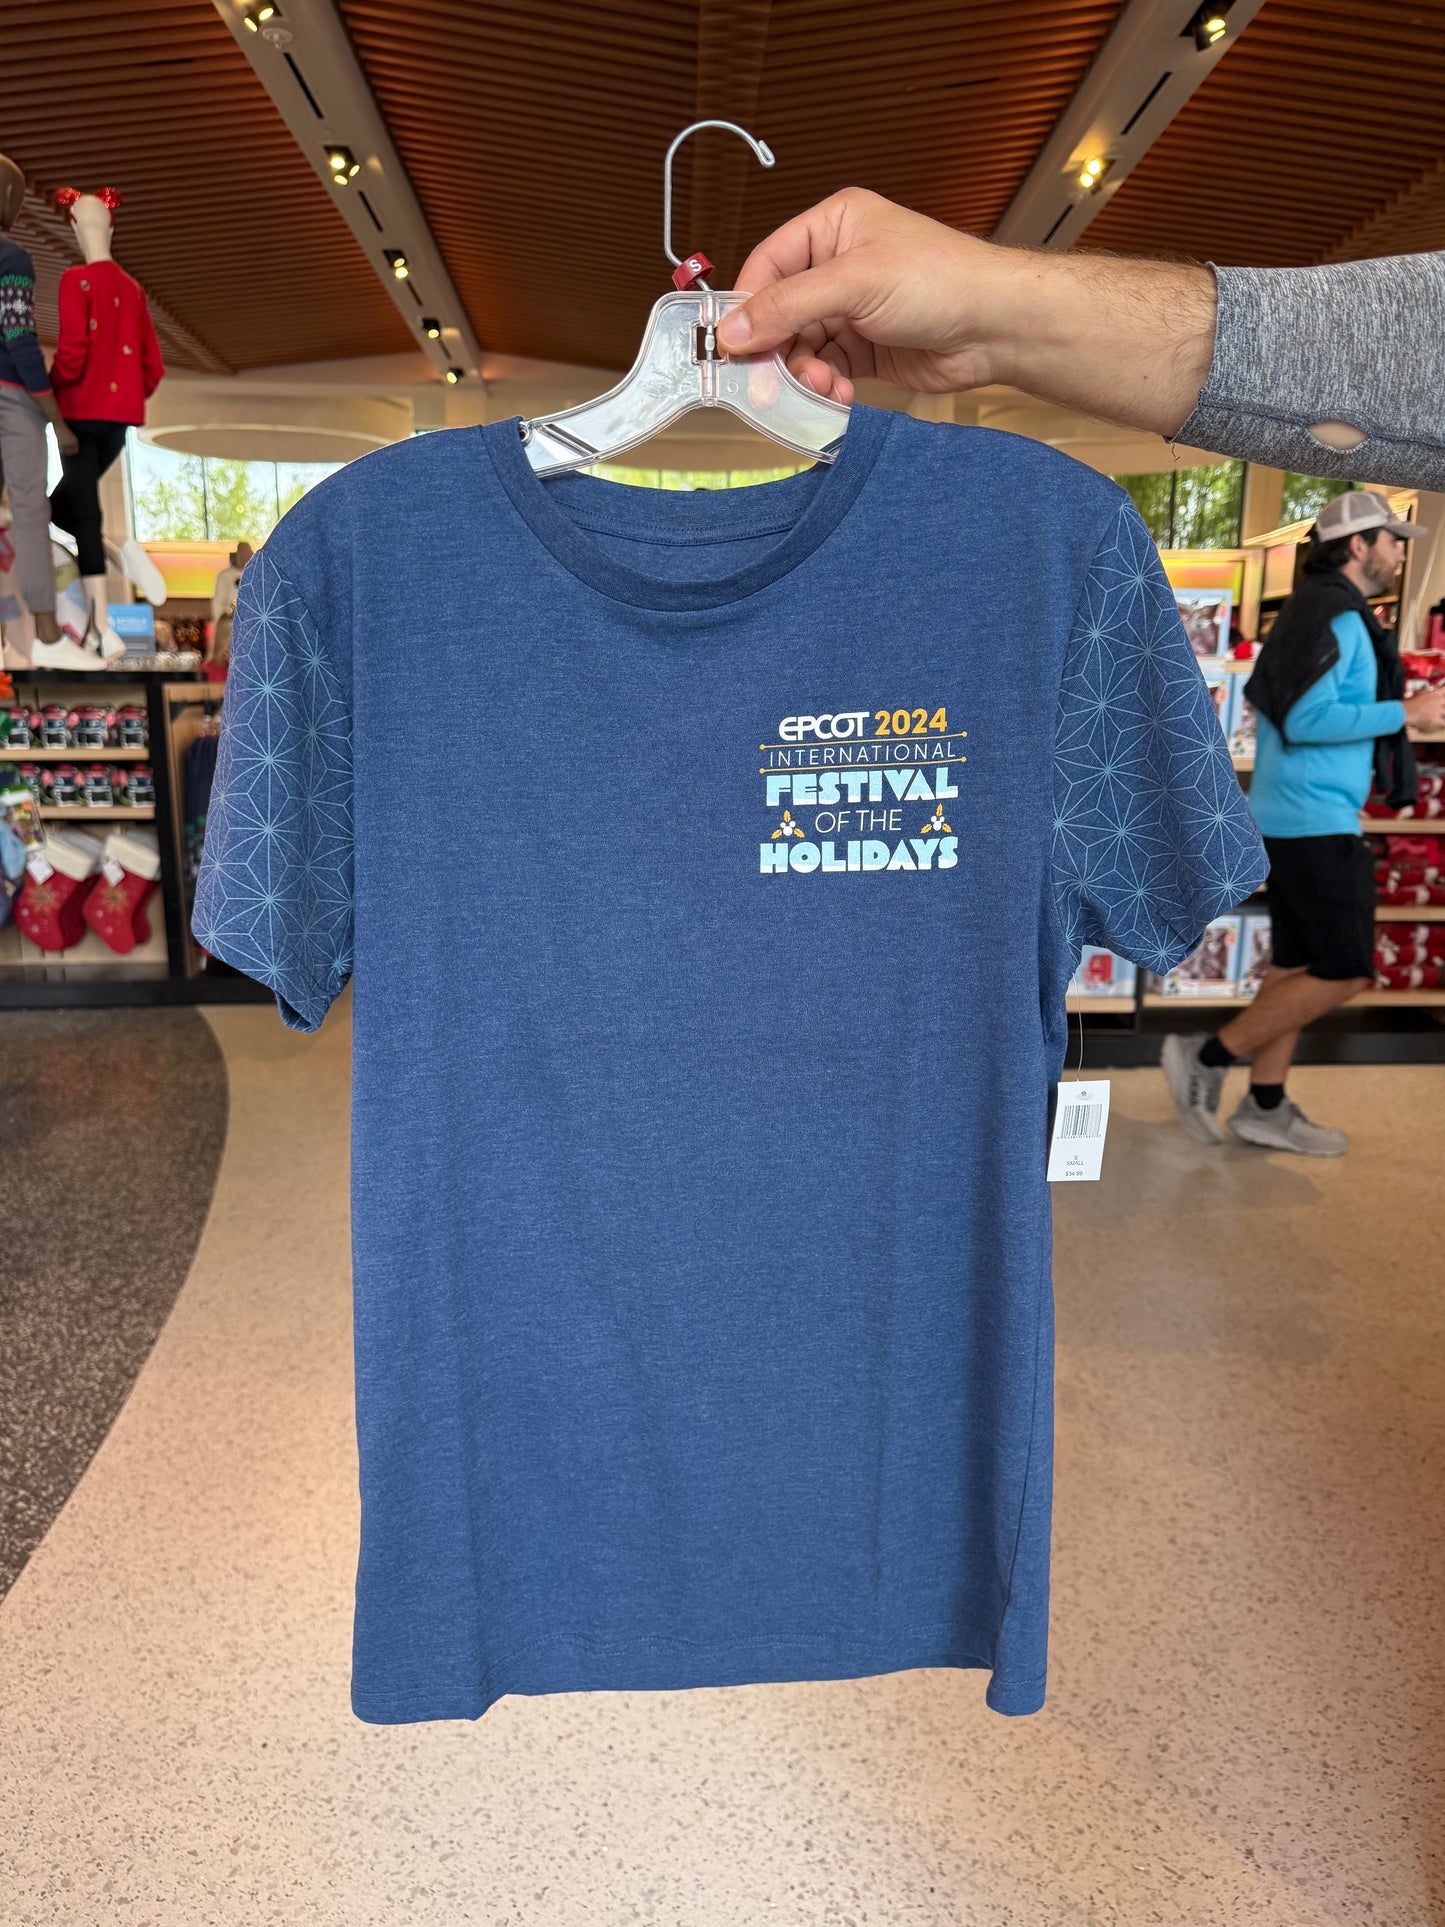 S
EPCOT 2024
INTERNATIONAL
FESTIVAL
OF THE
HOLIDAYS
S
SMALL
$34.99